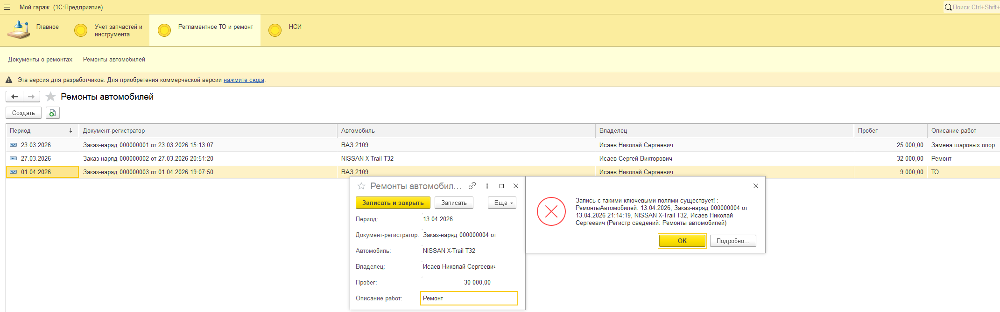 Мой гараж (1С:Предприятие)
Поиск Ctrl+Shift+
Главное
Учет запчастей и
инструмента
Регламентное ТО и ремонт
НСИ
Документы о ремонтах
Ремонты автомобилей
Эта версия для разработчиков. Для приобретения коммерческой версии нажмите сюда.
Ремонты автомобилей
Создать
Период ↓ Документ-регистратор Автомобиль Владелец Пробег Описание работ
23.03.2026 Заказ-наряд 000000001 от 23.03.2026 15:13:07 ВАЗ 2109 Исаев Николай Сергеевич 25 000,00 Замена шаровых опор
27.03.2026 Заказ-наряд 000000002 от 27.03.2026 20:51:20 NISSAN X-Trail T32 Исаев Сергей Викторович 32 000,00 Ремонт
01.04.2026 Заказ-наряд 000000003 от 01.04.2026 19:07:50 ВАЗ 2109 Исаев Николай Сергеевич 9 000,00 ТО
Ремонты автомобил...
Записать и закрыть Записать Еще
Период: 13.04.2026
Документ-регистратор: Заказ-наряд 000000004 от
Автомобиль: NISSAN X-Trail T32
Владелец: Исаев Николай Сергеевич
Пробег: 30 000,00
Описание работ: Ремонт
Запись с такими ключевыми полями существует! :
РемонтыАвтомобилей: 13.04.2026, Заказ-наряд 000000004 от
13.04.2026 21:14:19, NISSAN X-Trail T32, Исаев Николай
Сергеевич (Регистр сведений: Ремонты автомобилей)
ОК Подробно...